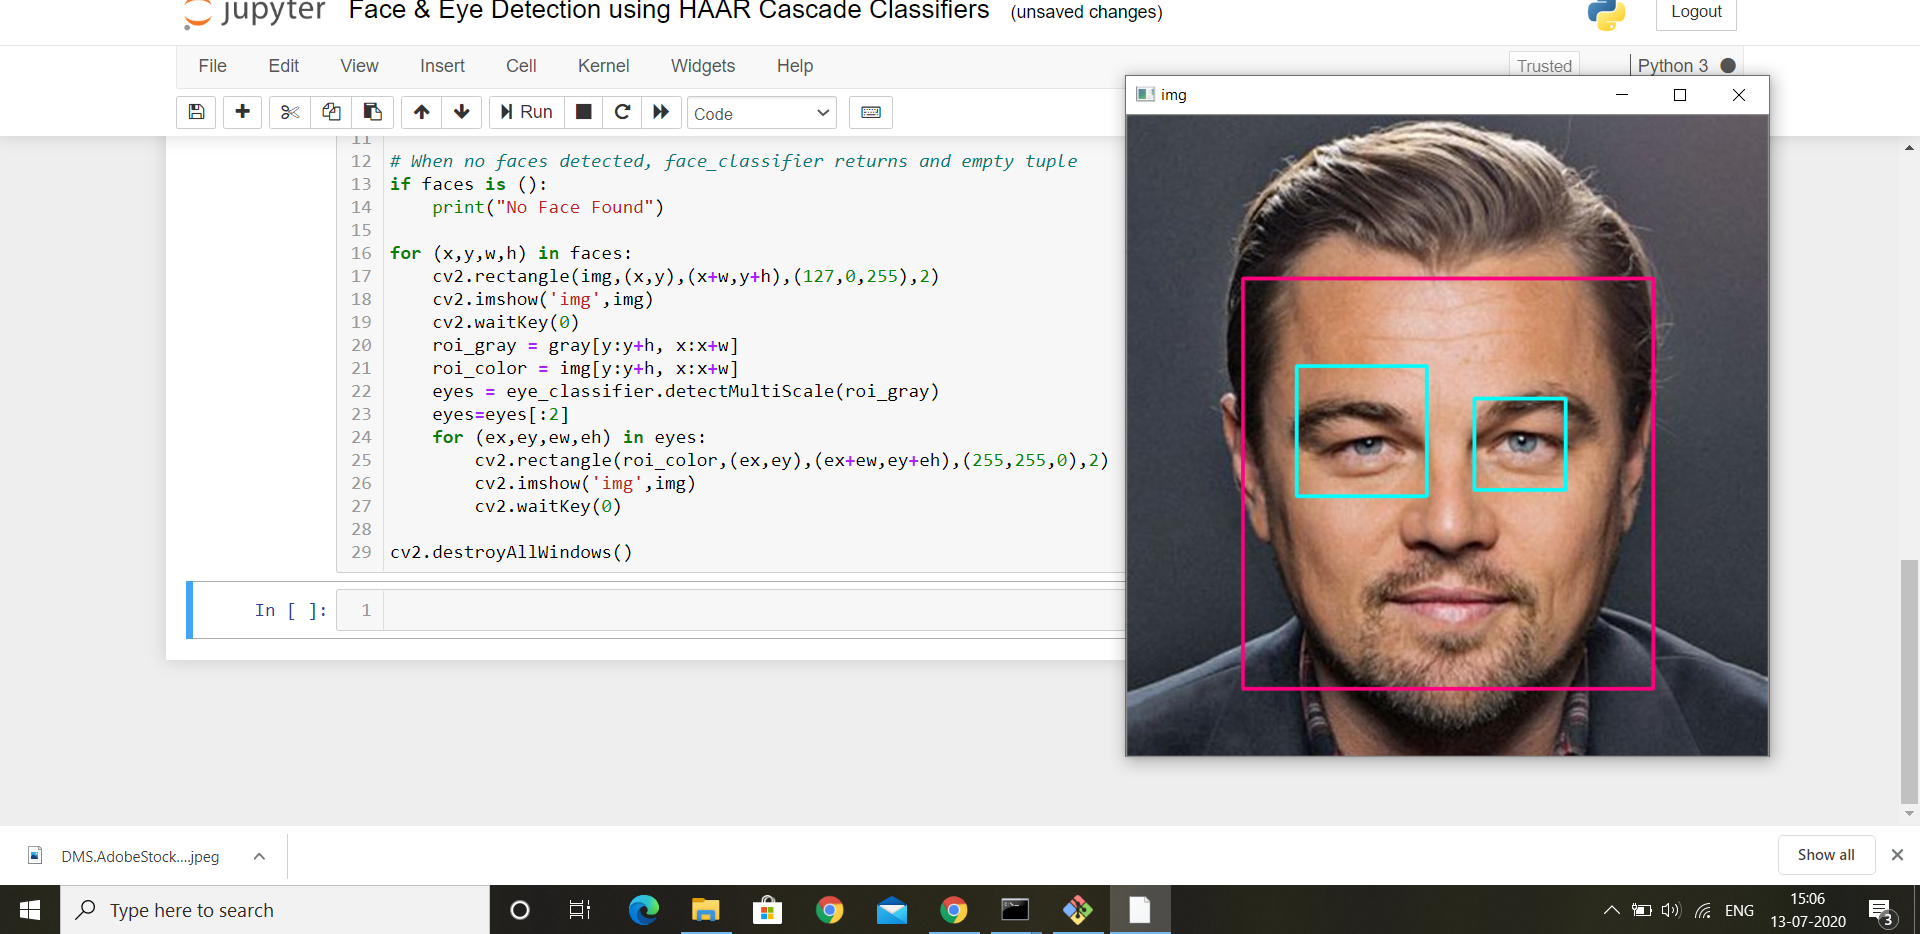 jupyter Face & Eye Detection using HAAR Cascade Classifiers (unsaved changes) Logout
File Edit View Insert Cell Kernel Widgets Help Trusted Python 3
Run Code
img
11
12 # When no faces detected, face_classifier returns and empty tuple
13 if faces is ():
14     print("No Face Found")
15
16 for (x,y,w,h) in faces:
17     cv2.rectangle(img,(x,y),(x+w,y+h),(127,0,255),2)
18     cv2.imshow('img',img)
19     cv2.waitKey(0)
20     roi_gray = gray[y:y+h, x:x+w]
21     roi_color = img[y:y+h, x:x+w]
22     eyes = eye_classifier.detectMultiScale(roi_gray)
23     eyes=eyes[:2]
24     for (ex,ey,ew,eh) in eyes:
25         cv2.rectangle(roi_color,(ex,ey),(ex+ew,ey+eh),(255,255,0),2)
26         cv2.imshow('img',img)
27         cv2.waitKey(0)
28
29 cv2.destroyAllWindows()
In [ ]: 1
DMS.AdobeStock....jpeg Show all
Type here to search ENG 15:06
13-07-2020 3